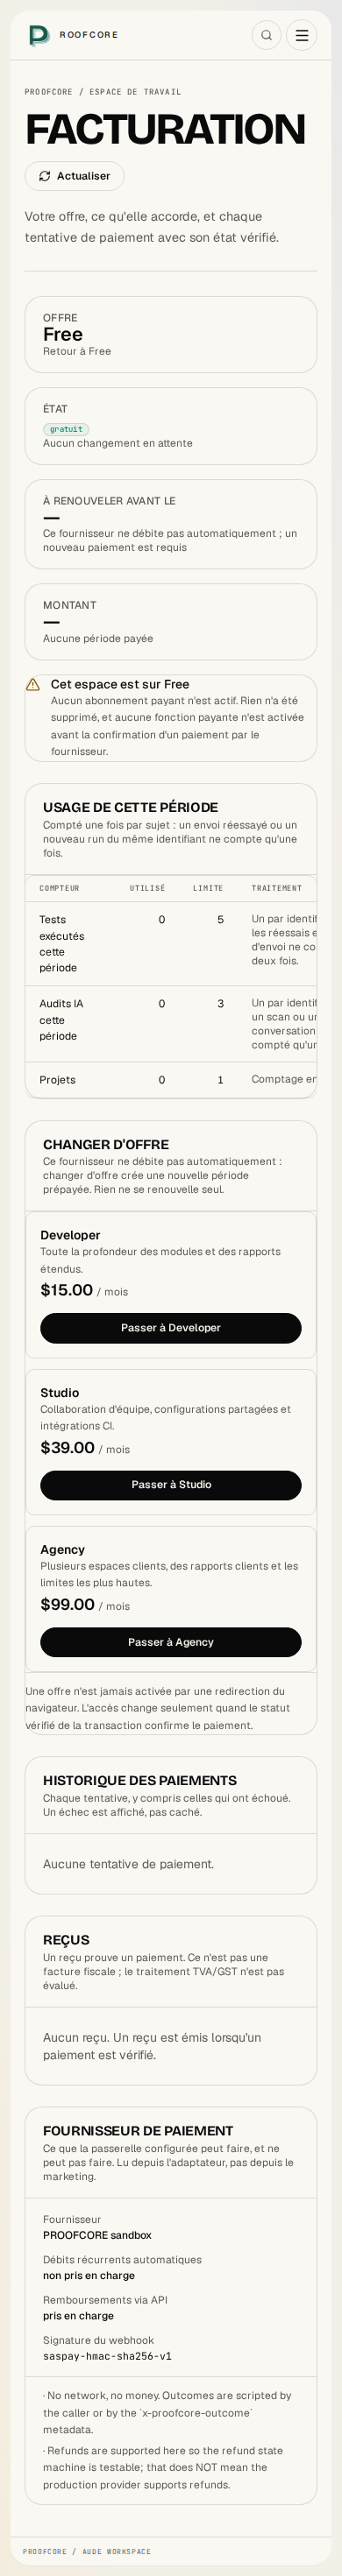 ROOFCORE
PROOFCORE / ESPACE DE TRAVAIL
FACTURATION
Actualiser
Votre offre, ce qu'elle accorde, et chaque
tentative de paiement avec son état vérifié.
OFFRE
Free
Retour à Free
ÉTAT
gratuit
Aucun changement en attente
À RENOUVELER AVANT LE
—
Ce fournisseur ne débite pas automatiquement ; un
nouveau paiement est requis
MONTANT
—
Aucune période payée
Cet espace est sur Free
Aucun abonnement payant n'est actif. Rien n'a été
supprimé, et aucune fonction payante n'est activée
avant la confirmation d'un paiement par le
fournisseur.
USAGE DE CETTE PÉRIODE
Compté une fois par sujet : un envoi réessayé ou un
nouveau run du même identifiant ne compte qu'une
fois.
COMPTEUR UTILISÉ LIMITE TRAITEMENT
Tests exécutés cette période 0 5 Un par identif
les réessais e
d'envoi ne co
deux fois.
Audits IA cette période 0 3 Un par identif
un scan ou un
conversation
compté qu'un
Projets 0 1 Comptage en
CHANGER D'OFFRE
Ce fournisseur ne débite pas automatiquement :
changer d'offre crée une nouvelle période
prépayée. Rien ne se renouvelle seul.
Developer
Toute la profondeur des modules et des rapports
étendus.
$15.00 / mois
Passer à Developer
Studio
Collaboration d'équipe, configurations partagées et
intégrations CI.
$39.00 / mois
Passer à Studio
Agency
Plusieurs espaces clients, des rapports clients et les
limites les plus hautes.
$99.00 / mois
Passer à Agency
Une offre n'est jamais activée par une redirection du
navigateur. L'accès change seulement quand le statut
vérifié de la transaction confirme le paiement.
HISTORIQUE DES PAIEMENTS
Chaque tentative, y compris celles qui ont échoué.
Un échec est affiché, pas caché.
Aucune tentative de paiement.
REÇUS
Un reçu prouve un paiement. Ce n'est pas une
facture fiscale ; le traitement TVA/GST n'est pas
évalué.
Aucun reçu. Un reçu est émis lorsqu'un
paiement est vérifié.
FOURNISSEUR DE PAIEMENT
Ce que la passerelle configurée peut faire, et ne
peut pas faire. Lu depuis l'adaptateur, pas depuis le
marketing.
Fournisseur
PROOFCORE sandbox
Débits récurrents automatiques
non pris en charge
Remboursements via API
pris en charge
Signature du webhook
saspay-hmac-sha256-v1
· No network, no money. Outcomes are scripted by
the caller or by the `x-proofcore-outcome`
metadata.
· Refunds are supported here so the refund state
machine is testable; that does NOT mean the
production provider supports refunds.
PROOFCORE / AUDE WORKSPACE